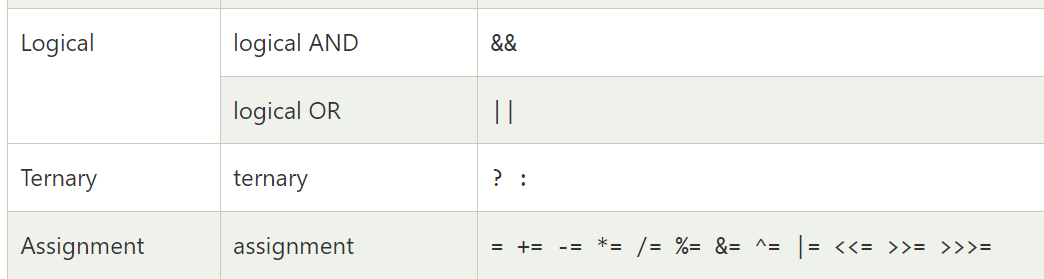 Logical logical AND &&
logical OR ||
Ternary ternary ? :
Assignment assignment = += -= *= /= %= &= ^= |= <<= >>= >>>=